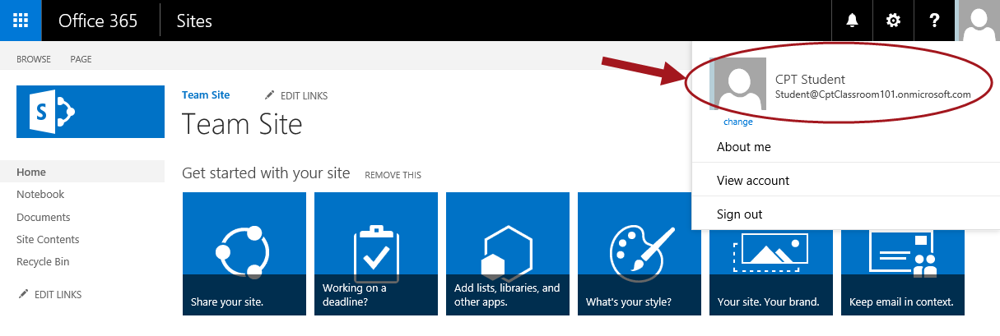 Office 365 Sites ?
BROWSE PAGE
CPT Student
Student@CptClassroom101.onmicrosoft.com
change
About me
View account
Sign out
S
Team Site EDIT LINKS
Team Site
Home
Notebook
Documents
Site Contents
Recycle Bin
EDIT LINKS
Get started with your site REMOVE THIS
Share your site.
Working on a
deadline?
Add lists, libraries, and
other apps.
What's your style?
Your site. Your brand.
Keep email in context.